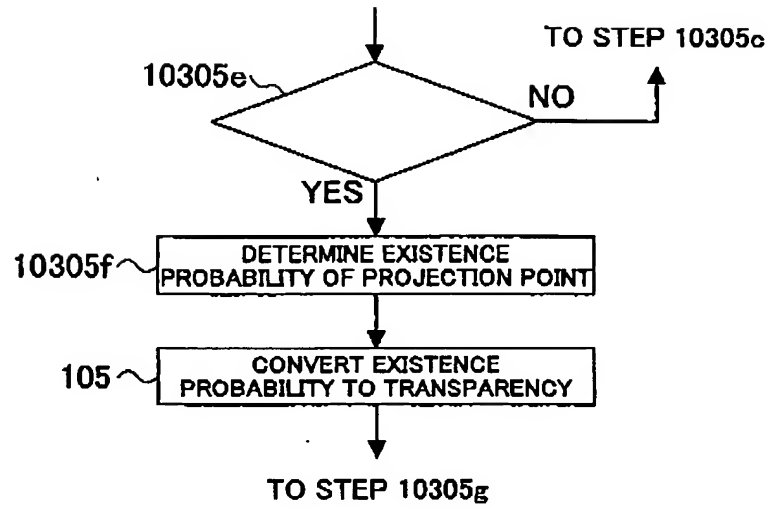 TO STEP 10305c
10305e
NO
YES
10305f
DETERMINE EXISTENCE
PROBABILITY OF PROJECTION POINT
105
CONVERT EXISTENCE
PROBABILITY TO TRANSPARENCY
TO STEP 10305g